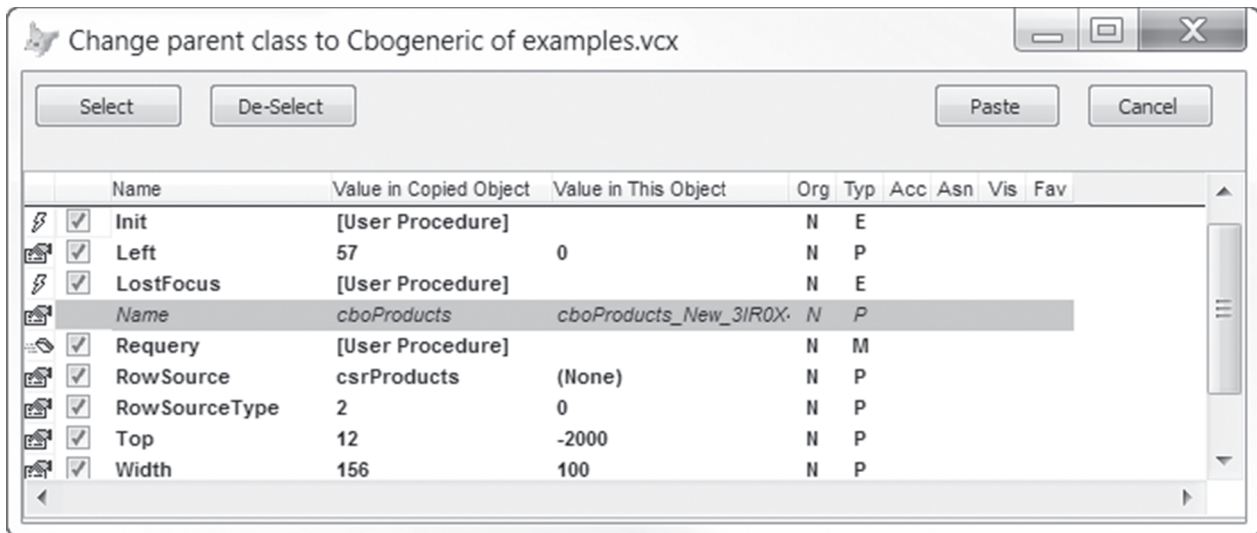 Change parent class to Cbogeneric of examples.vcx
Select De-Select Paste Cancel
Name Value in Copied Object Value in This Object Org Typ Acc Asn Vis Fav
Init [User Procedure] N E
Left 57 0 N P
LostFocus [User Procedure] N E
Name cboProducts cboProducts_New_3IR0X N P
Requery [User Procedure] N M
RowSource csrProducts (None) N P
RowSourceType 2 0 N P
Top 12 -2000 N P
Width 156 100 N P